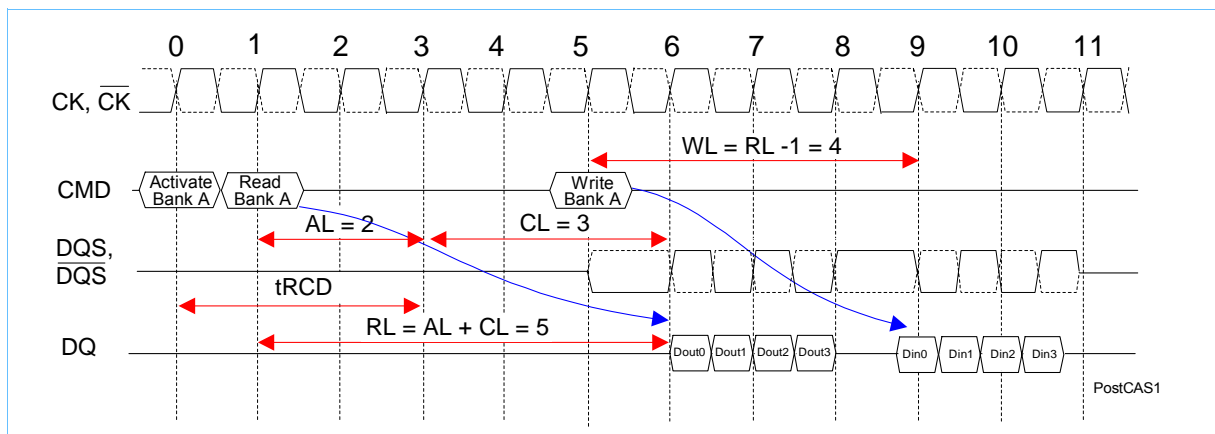 0 1 2 3 4 5 6 7 8 9 10 11
CK, CK
WL = RL -1 = 4
CMD
Activate
Bank A
Read
Bank A
Write
Bank A
AL = 2
CL = 3
DQS,
DQS
tRCD
RL = AL + CL = 5
DQ
Dout0 Dout1 Dout2 Dout3
Din0 Din1 Din2 Din3
PostCAS1